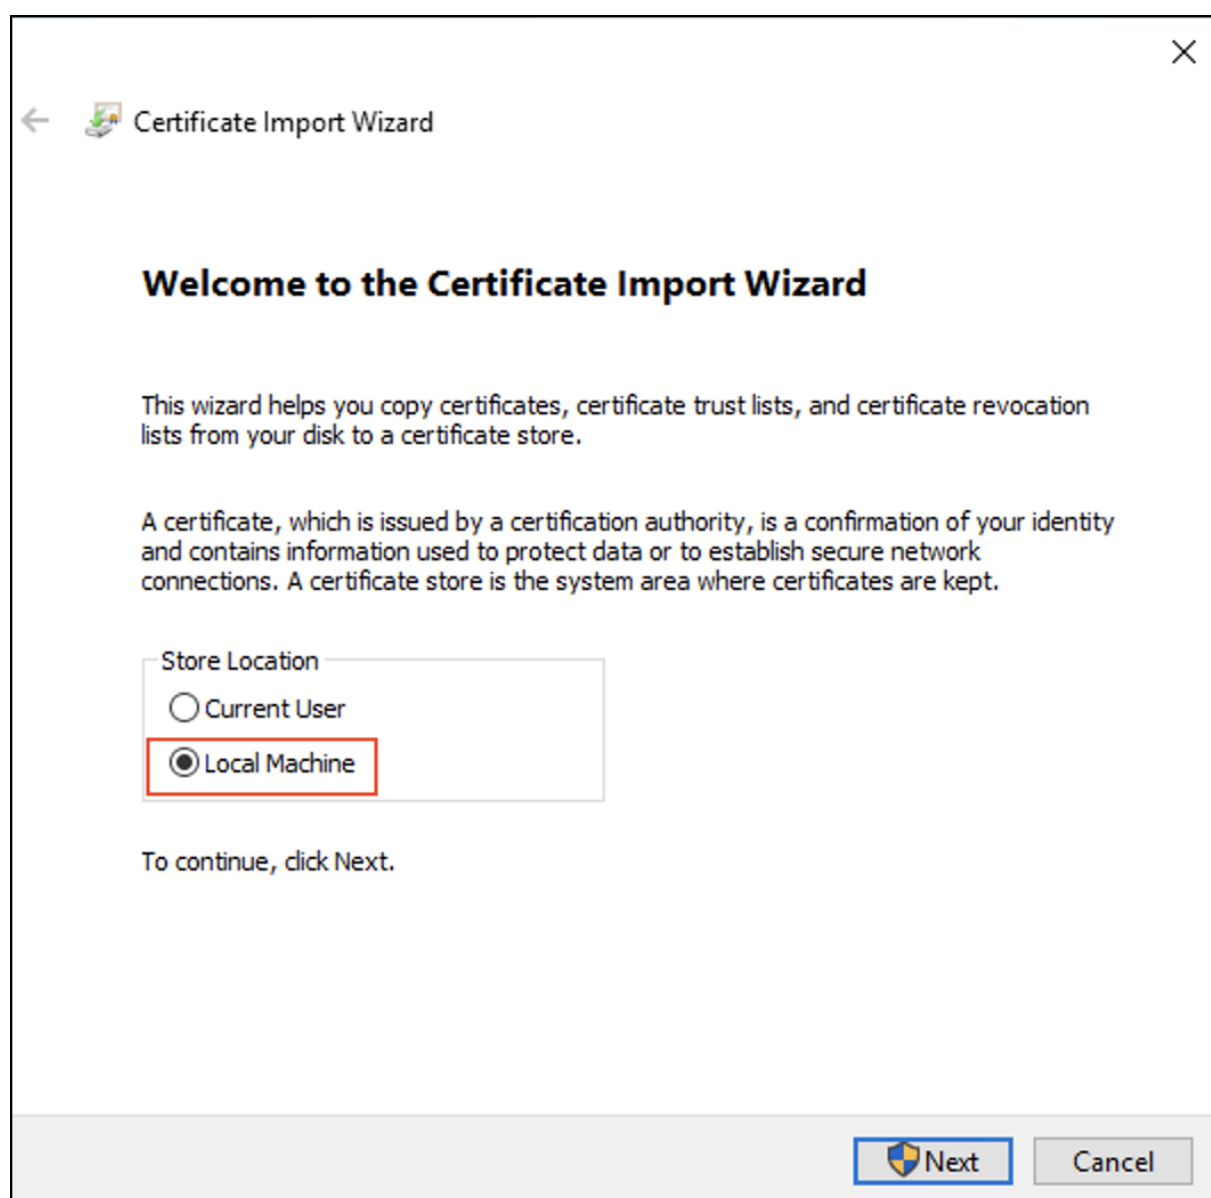 Certificate Import Wizard
Welcome to the Certificate Import Wizard
This wizard helps you copy certificates, certificate trust lists, and certificate revocation
lists from your disk to a certificate store.
A certificate, which is issued by a certification authority, is a confirmation of your identity
and contains information used to protect data or to establish secure network
connections. A certificate store is the system area where certificates are kept.
Store Location
Current User
Local Machine
To continue, click Next.
Next
Cancel